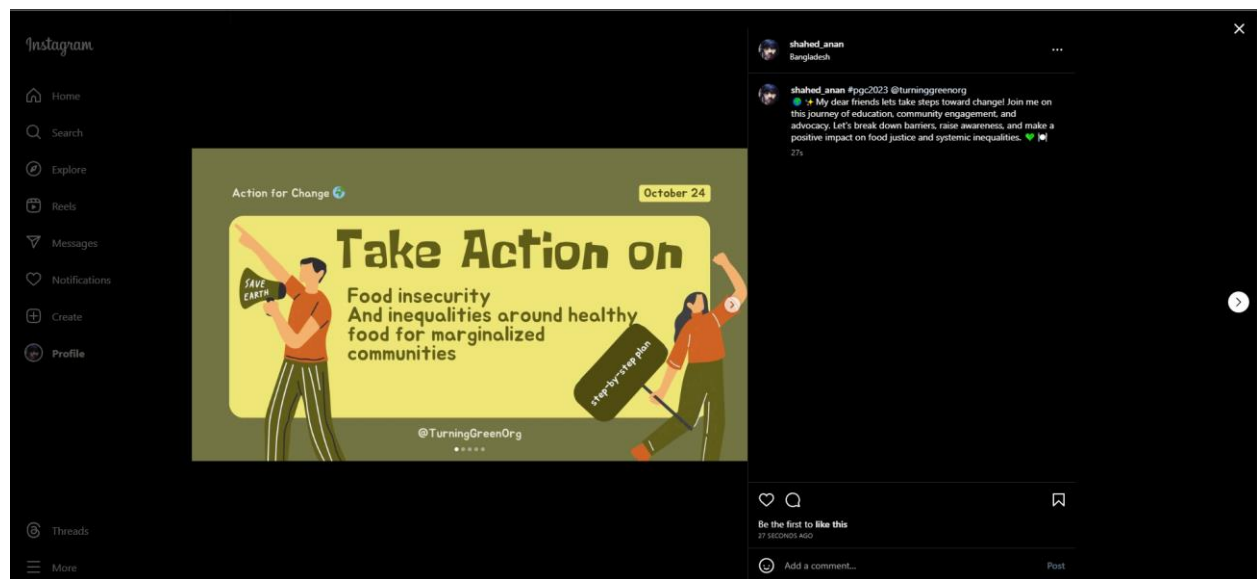 Instagram
Home
Search
Explore
Reels
Messages
Notifications
Create
Profile
Threads
More
Action for Change 🌎
October 24
Take Action on
SAVE
EARTH
Food insecurity
And inequalities around healthy
food for marginalized
communities
step-by-step plan
@TurningGreenOrg
shahed_anan
Bangladesh
shahed_anan #pgc2023 @turninggreenorg
🌍 ✨ My dear friends lets take steps toward change! Join me on
this journey of education, community engagement, and
advocacy. Let's break down barriers, raise awareness, and make a
positive impact on food justice and systemic inequalities. 💚 🍽️
27s
Be the first to like this
27 SECONDS AGO
Add a comment...
Post